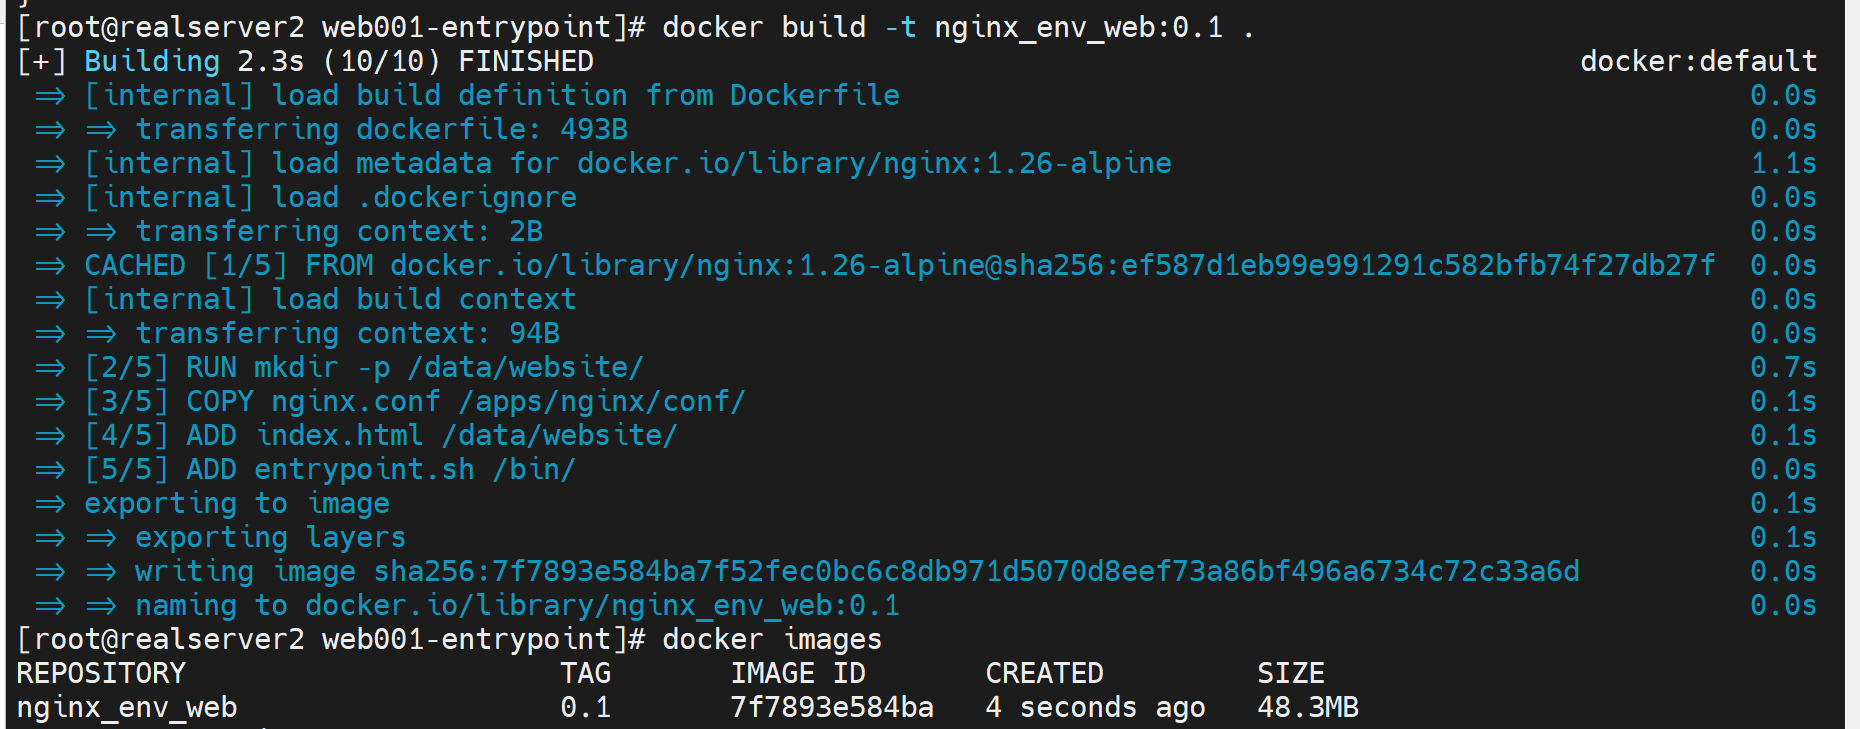 [root@realserver2 web001-entrypoint]# docker build -t nginx_env_web:0.1 .
[+] Building 2.3s (10/10) FINISHED docker:default
=> [internal] load build definition from Dockerfile 0.0s
=> => transferring dockerfile: 493B 0.0s
=> [internal] load metadata for docker.io/library/nginx:1.26-alpine 1.1s
=> [internal] load .dockerignore 0.0s
=> => transferring context: 2B 0.0s
=> CACHED [1/5] FROM docker.io/library/nginx:1.26-alpine@sha256:ef587d1eb99e991291c582bfb74f27db27f 0.0s
=> [internal] load build context 0.0s
=> => transferring context: 94B 0.0s
=> [2/5] RUN mkdir -p /data/website/ 0.7s
=> [3/5] COPY nginx.conf /apps/nginx/conf/ 0.1s
=> [4/5] ADD index.html /data/website/ 0.1s
=> [5/5] ADD entrypoint.sh /bin/ 0.0s
=> exporting to image 0.1s
=> => exporting layers 0.1s
=> => writing image sha256:7f7893e584ba7f52fec0bc6c8db971d5070d8eef73a86bf496a6734c72c33a6d 0.0s
=> => naming to docker.io/library/nginx_env_web:0.1 0.0s
[root@realserver2 web001-entrypoint]# docker images
REPOSITORY TAG IMAGE ID CREATED SIZE
nginx_env_web 0.1 7f7893e584ba 4 seconds ago 48.3MB